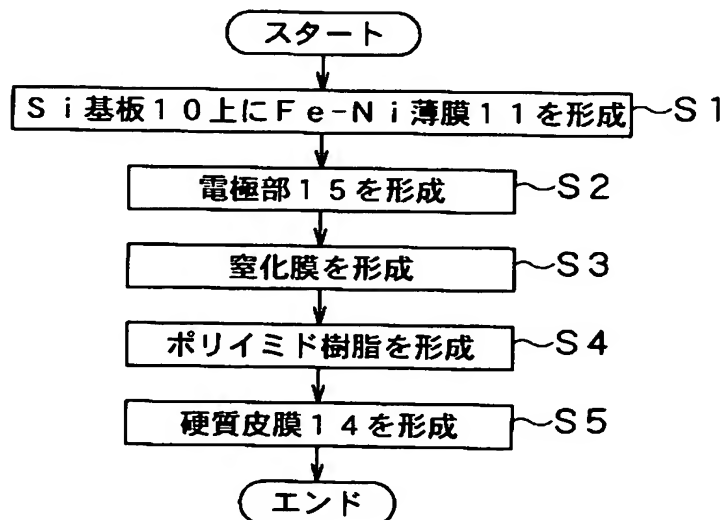 スタート
Ｓｉ基板１０上にＦｅ-Ｎｉ薄膜１１を形成 ～Ｓ１
電極部１５を形成 ～Ｓ２
窒化膜を形成 ～Ｓ３
ポリイミド樹脂を形成 ～Ｓ４
硬質皮膜１４を形成 ～Ｓ５
エンド